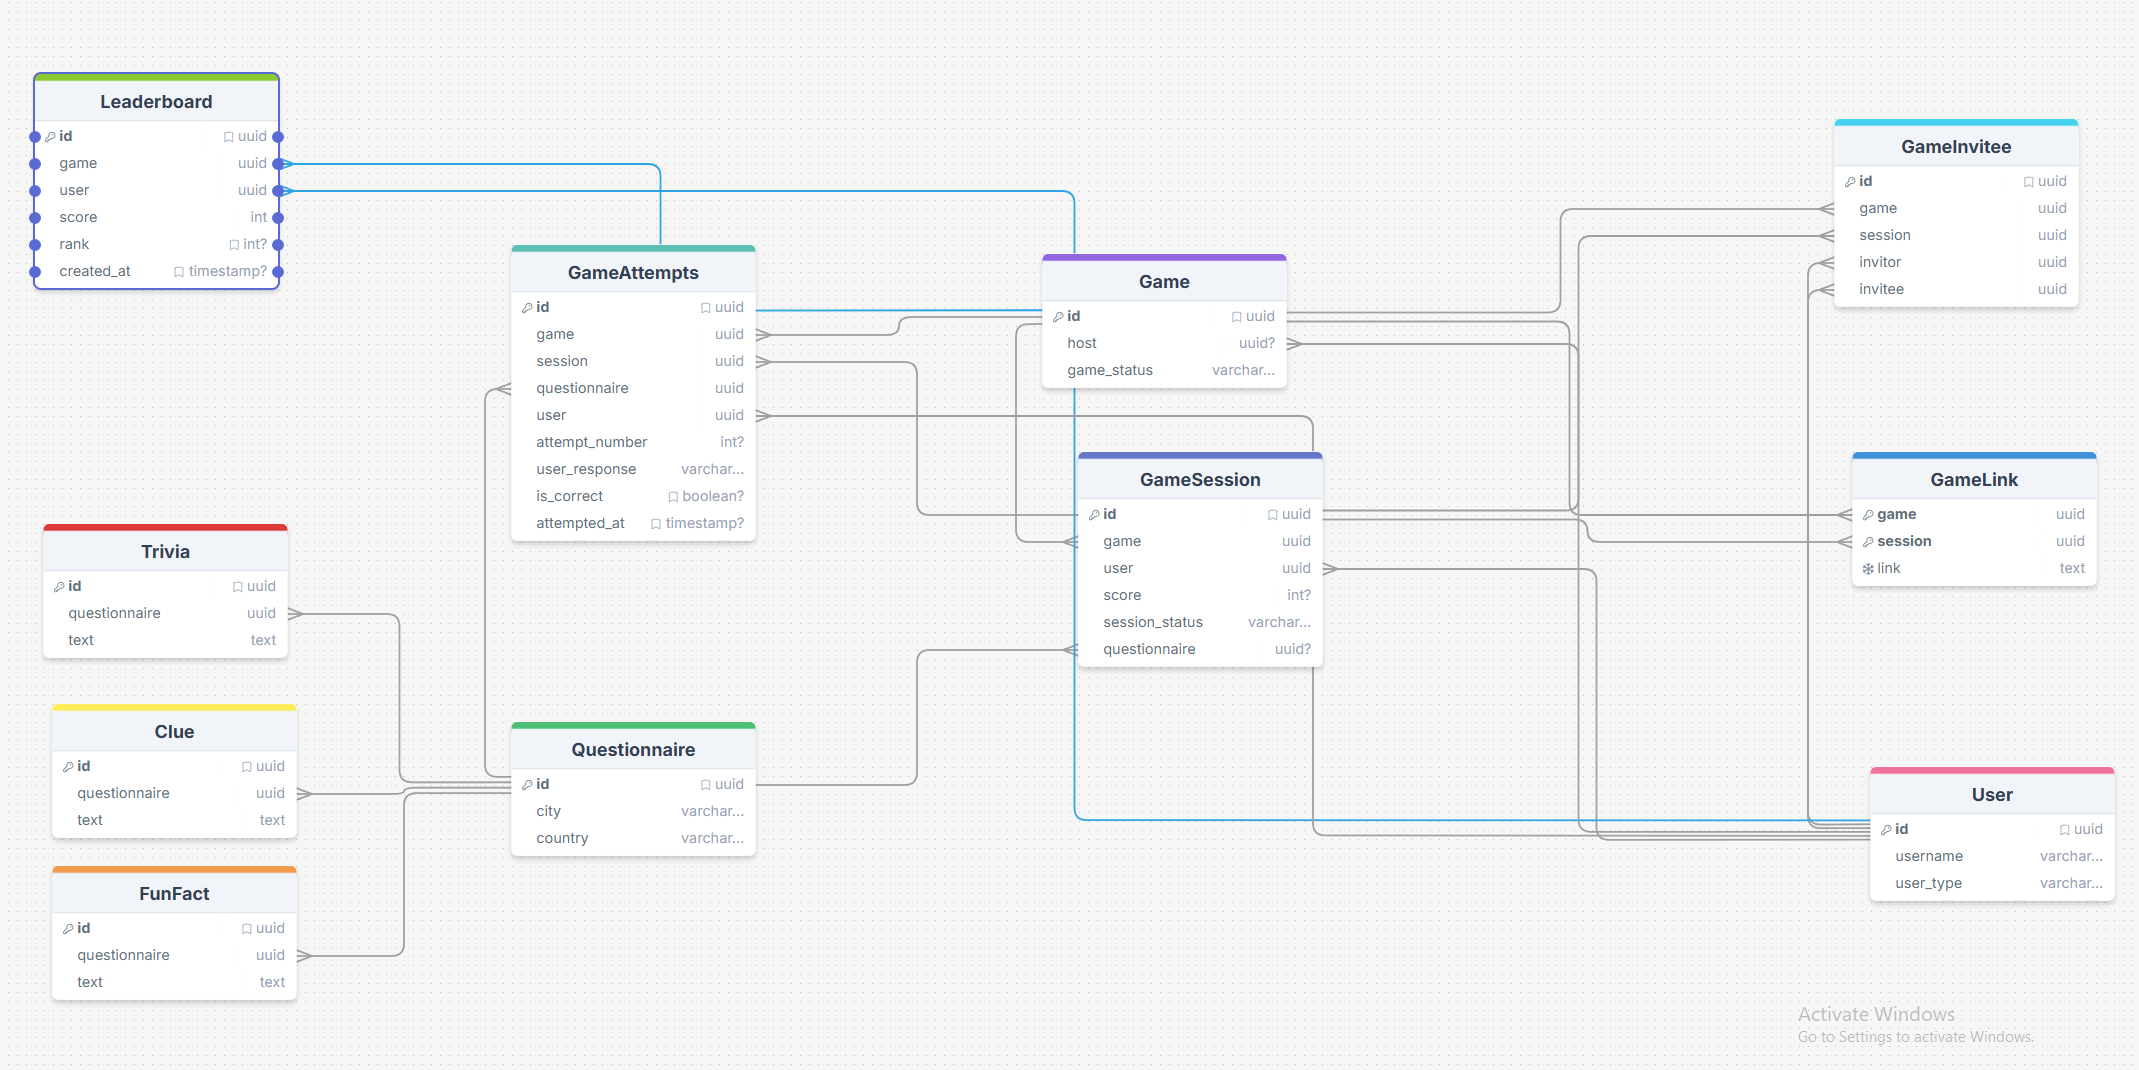 Leaderboard
id uuid
game uuid
user uuid
score int
rank int?
created_at timestamp?
GameAttempts
id uuid
game uuid
session uuid
questionnaire uuid
user uuid
attempt_number int?
user_response varchar...
is_correct boolean?
attempted_at timestamp?
Game
id uuid
host uuid?
game_status varchar...
GameInvitee
id uuid
game uuid
session uuid
invitor uuid
invitee uuid
GameSession
id uuid
game uuid
user uuid
score int?
session_status varchar...
questionnaire uuid?
GameLink
game uuid
session uuid
link text
Trivia
id uuid
questionnaire uuid
text text
Clue
id uuid
questionnaire uuid
text text
FunFact
id uuid
questionnaire uuid
text text
Questionnaire
id uuid
city varchar...
country varchar...
User
id uuid
username varchar...
user_type varchar...
Activate Windows
Go to Settings to activate Windows.